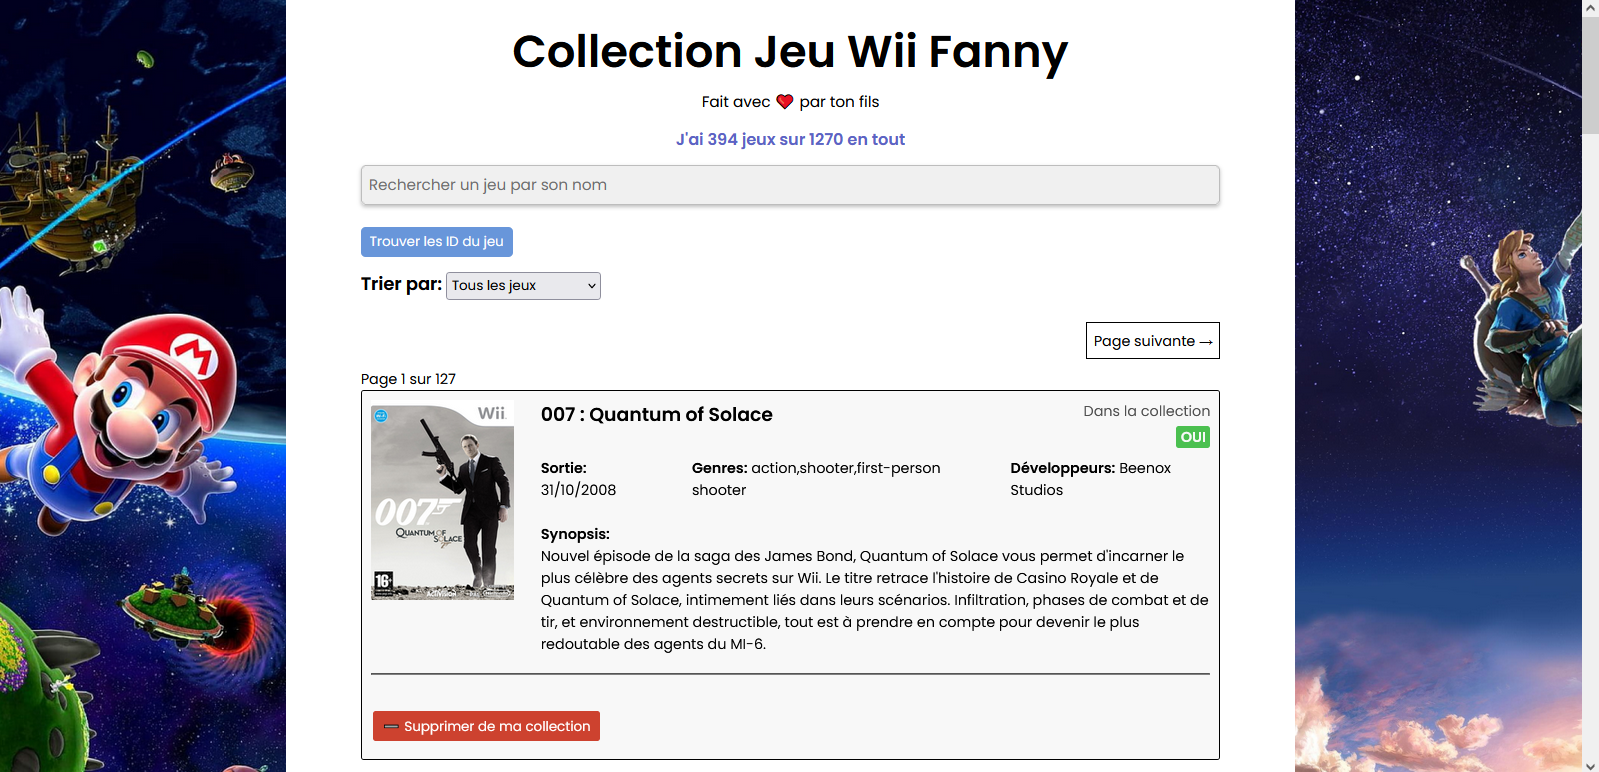 Collection Jeu Wii Fanny
Fait avec ❤ par ton fils
J'ai 394 jeux sur 1270 en tout
Rechercher un jeu par son nom
Trouver les ID du jeu
Trier par: Tous les jeux
Page suivante →
Page 1 sur 127
Wii
007
QUANTUM OF
SOLACE
16
ACTIVISION
007 : Quantum of Solace
Dans la collection
OUI
Sortie:
31/10/2008
Genres: action,shooter,first-person
shooter
Développeurs: Beenox
Studios
Synopsis:
Nouvel épisode de la saga des James Bond, Quantum of Solace vous permet d'incarner le
plus célèbre des agents secrets sur Wii. Le titre retrace l'histoire de Casino Royale et de
Quantum of Solace, intimement liés dans leurs scénarios. Infiltration, phases de combat et de
tir, et environnement destructible, tout est à prendre en compte pour devenir le plus
redoutable des agents du MI-6.
➖ Supprimer de ma collection
M